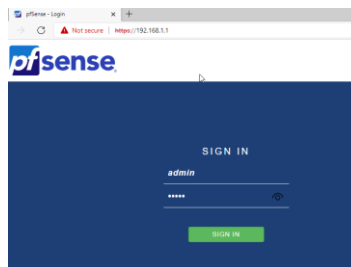 pfSense - Login
Not secure | https://192.168.1.1
pfsense
SIGN IN
admin
•••••
SIGN IN